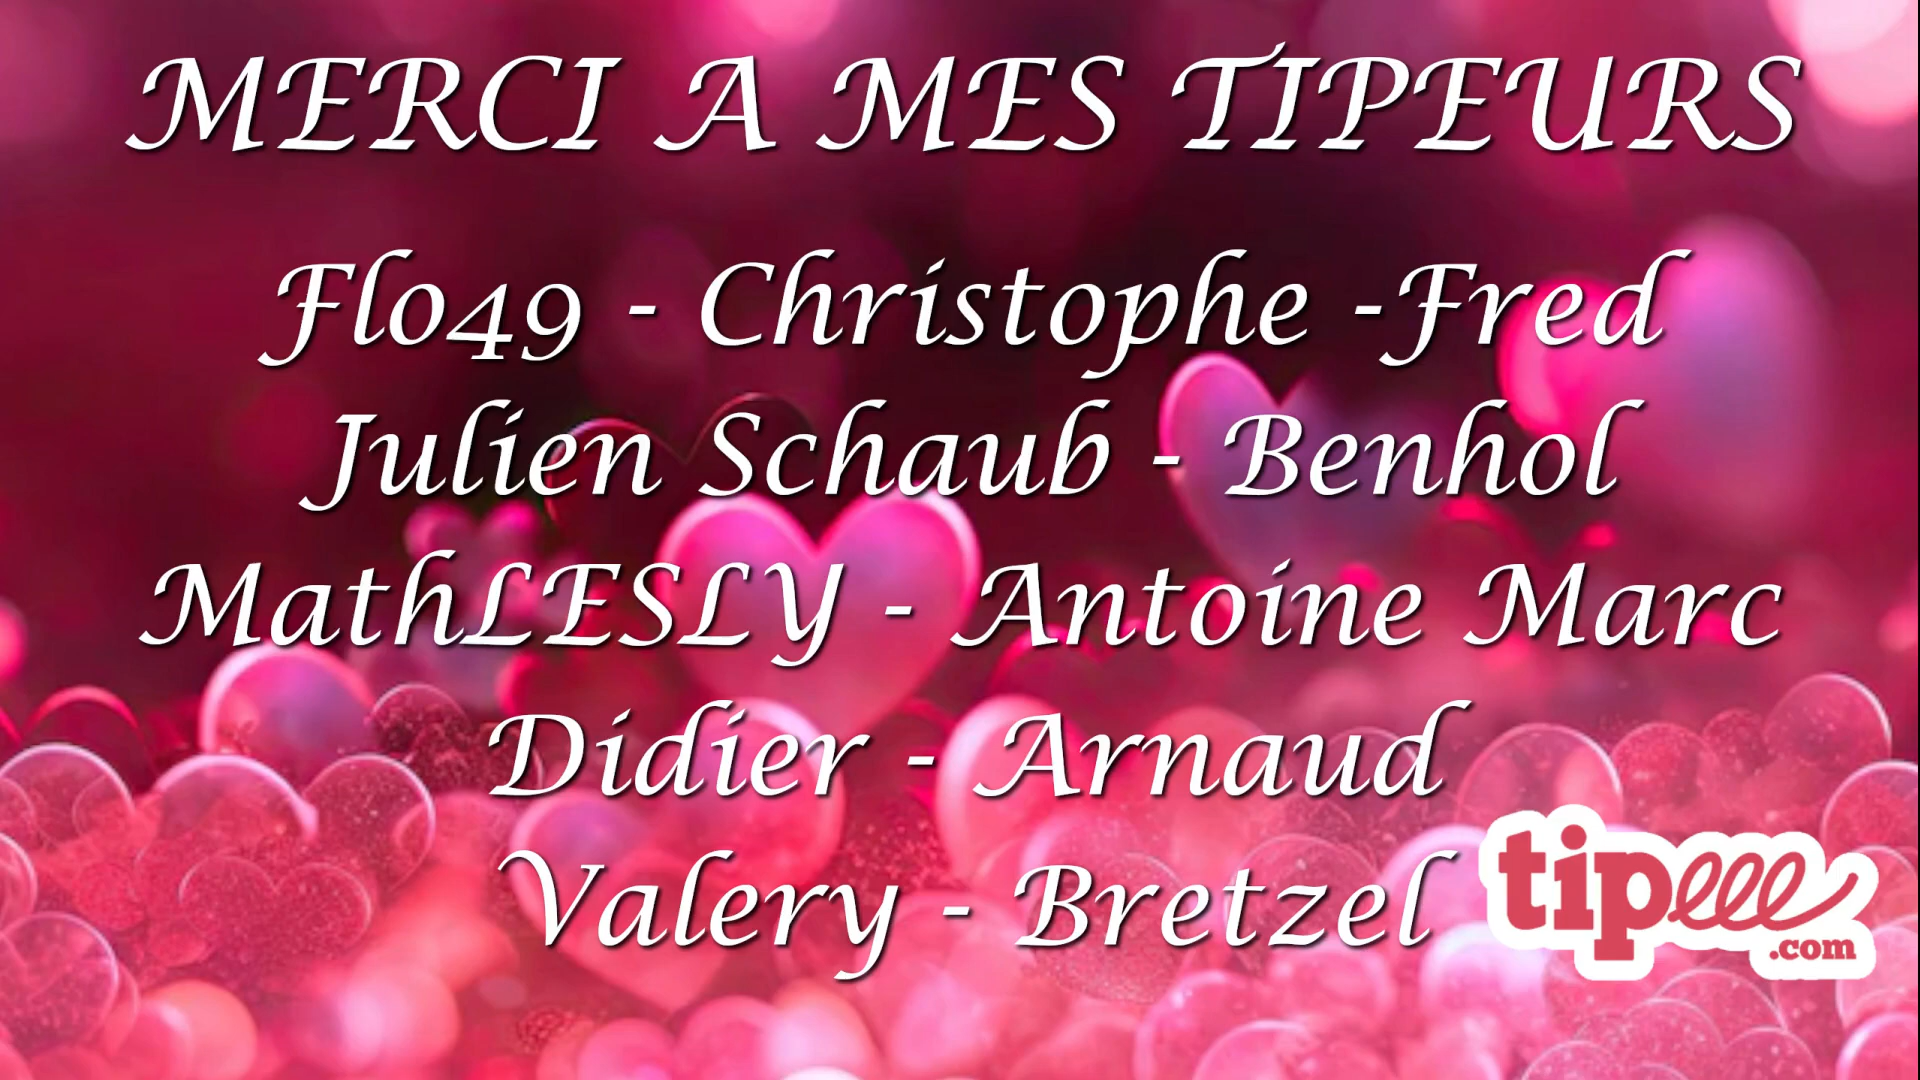 MERCI A MES TIPEURS
Flo49 - Christophe -Fred
Julien Schaub - Benhol
MathLESLY - Antoine Marc
Didier - Arnaud
Valery - Bretzel
tipeee
.com